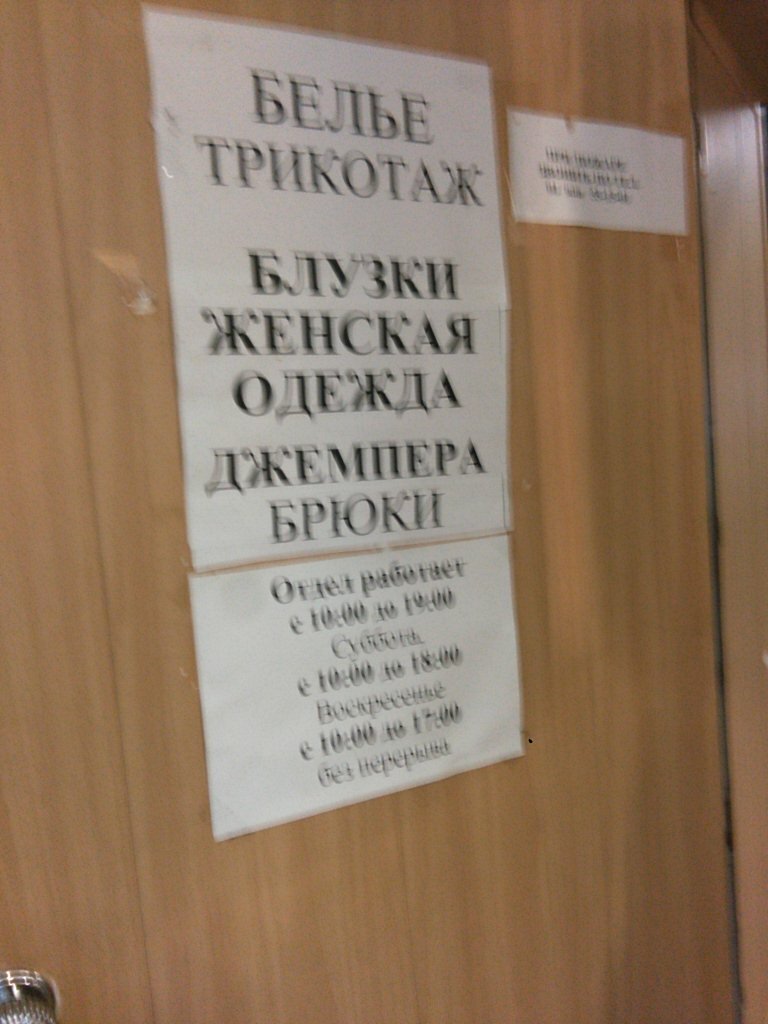 БЕЛЬЕ
ТРИКОТАЖ
БЛУЗКИ
ЖЕНСКАЯ
ОДЕЖДА
ДЖЕМПЕРА
БРЮКИ
Отдел работает
с 10:00 до 19:00
Суббота.
с 10:00 до 18:00
Воскресенье
с 10:00 до 17:00
без перерыва